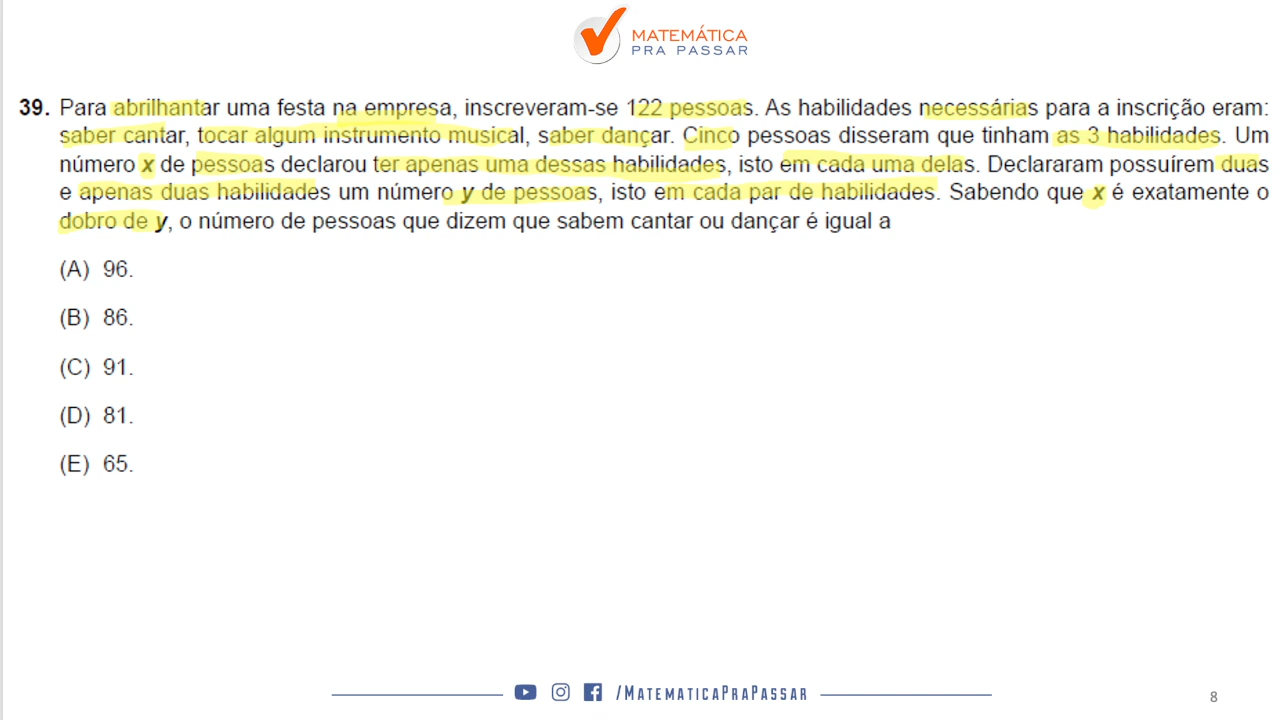 MATEMÁTICA
PRA PASSAR
39. Para abrilhantar uma festa na empresa, inscreveram-se 122 pessoas. As habilidades necessárias para a inscrição eram:
saber cantar, tocar algum instrumento musical, saber dançar. Cinco pessoas disseram que tinham as 3 habilidades. Um
número x de pessoas declarou ter apenas uma dessas habilidades, isto em cada uma delas. Declararam possuírem duas
e apenas duas habilidades um número y de pessoas, isto em cada par de habilidades. Sabendo que x é exatamente o
dobro de y, o número de pessoas que dizem que sabem cantar ou dançar é igual a
(A) 96.
(B) 86.
(C) 91.
(D) 81.
(E) 65.
/MATEMATICAPRAPASSAR
8